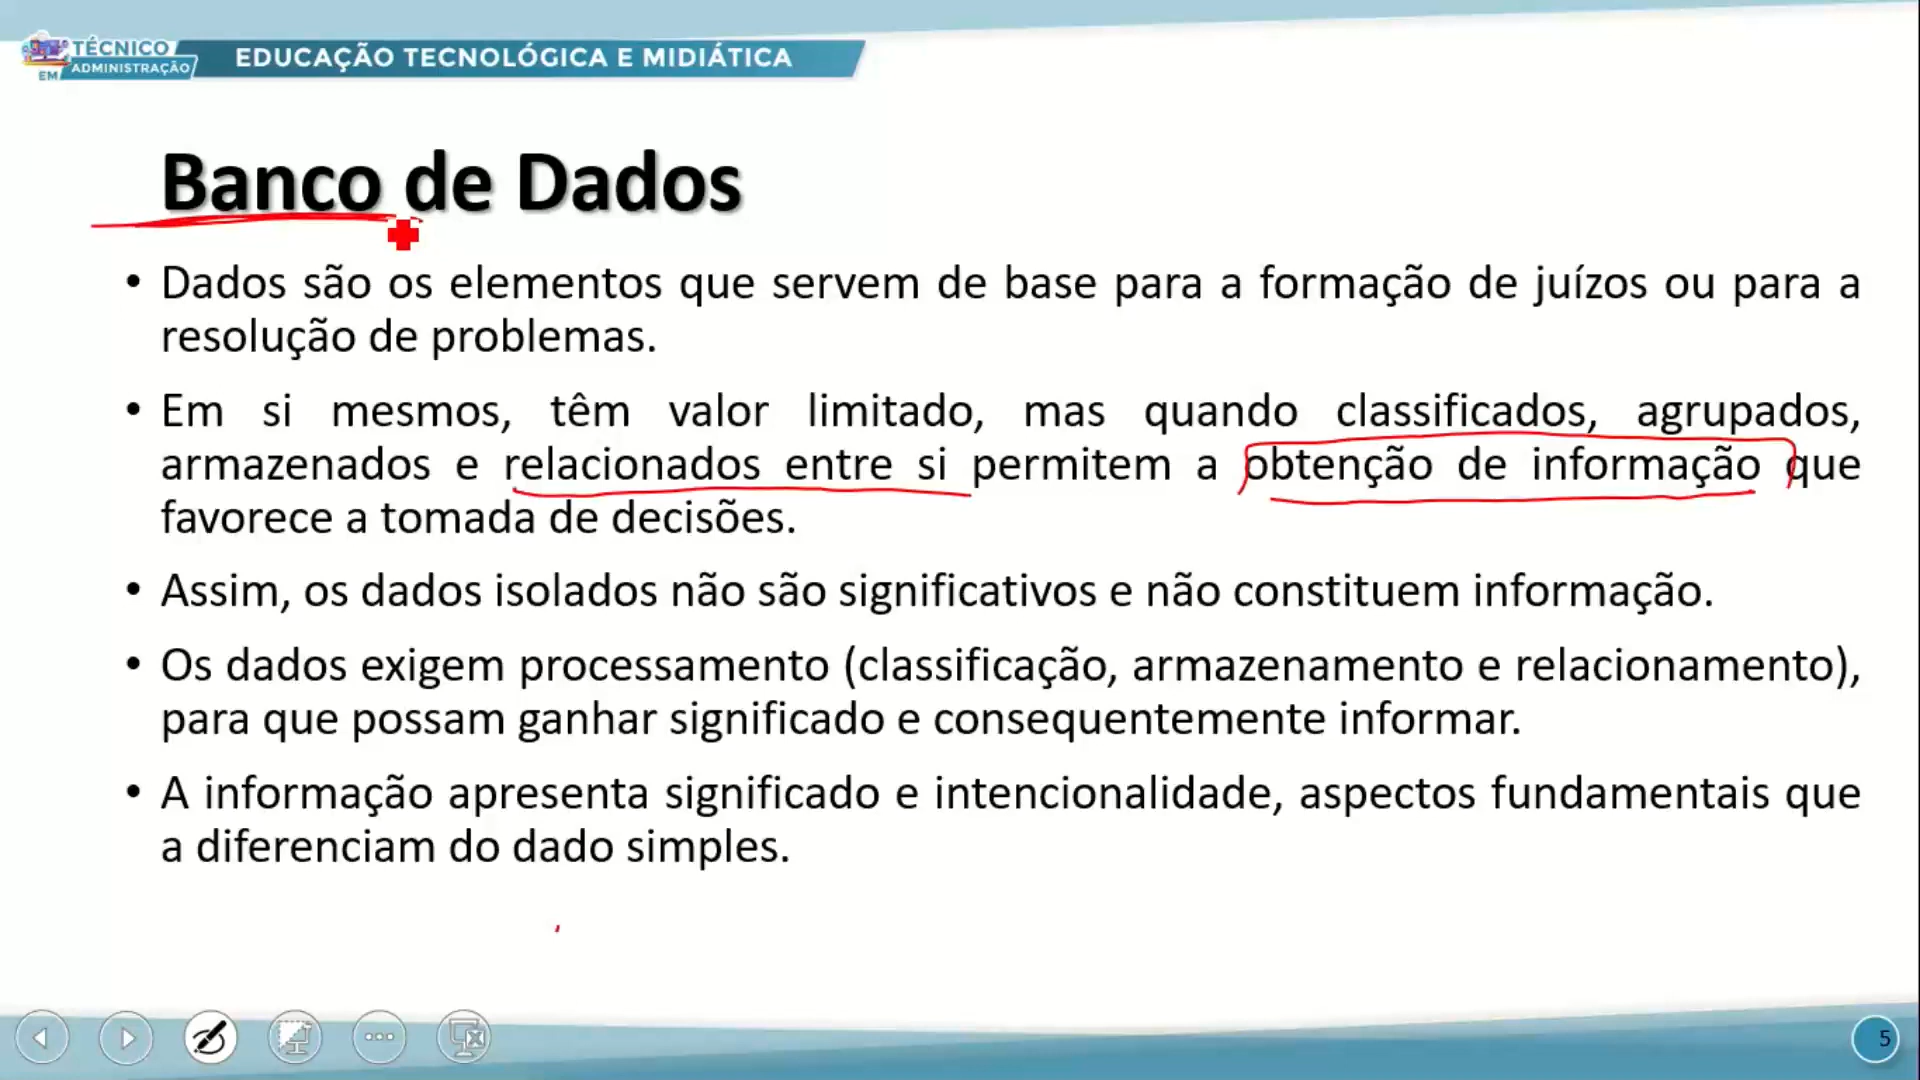 TÉCNICO
EM ADMINISTRAÇÃO
EDUCAÇÃO TECNOLÓGICA E MIDIÁTICA
Banco de Dados
• Dados são os elementos que servem de base para a formação de juízos ou para a
resolução de problemas.
• Em si mesmos, têm valor limitado, mas quando classificados, agrupados,
armazenados e relacionados entre si permitem a obtenção de informação que
favorece a tomada de decisões.
• Assim, os dados isolados não são significativos e não constituem informação.
• Os dados exigem processamento (classificação, armazenamento e relacionamento),
para que possam ganhar significado e consequentemente informar.
• A informação apresenta significado e intencionalidade, aspectos fundamentais que
a diferenciam do dado simples.
5